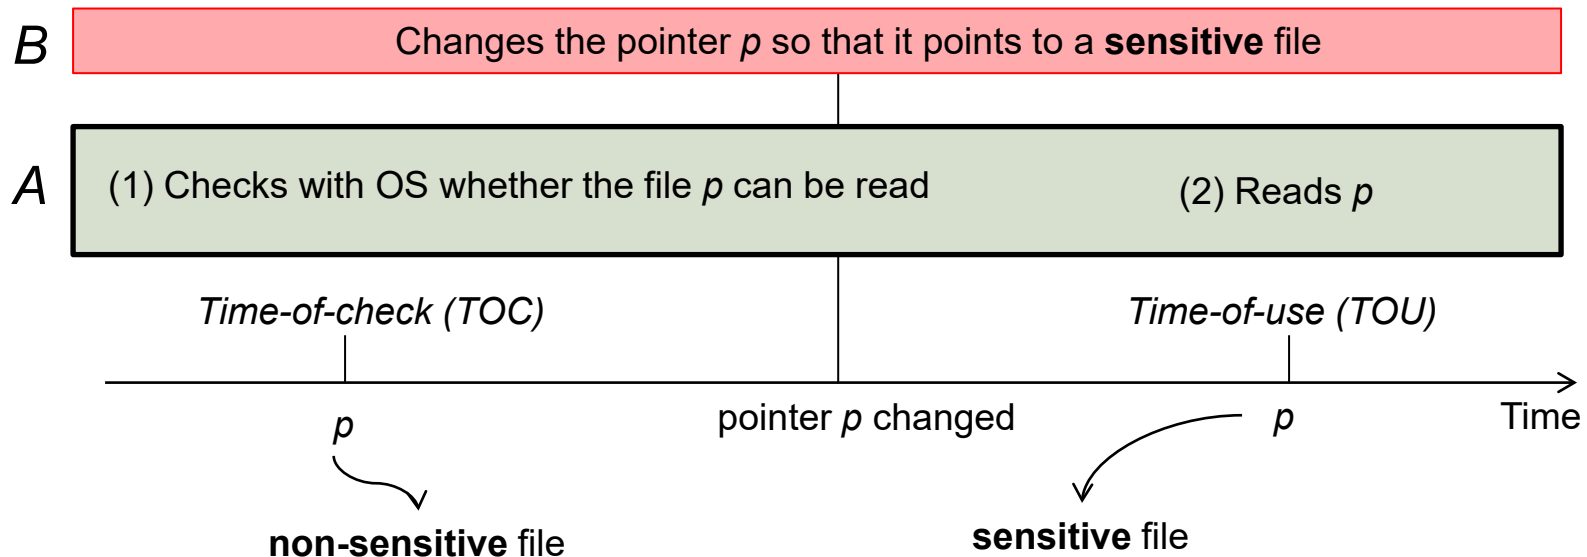 B
Changes the pointer p so that it points to a sensitive file
A
(1) Checks with OS whether the file p can be read
(2) Reads p
Time-of-check (TOC)
Time-of-use (TOU)
p
pointer p changed
p
Time
non-sensitive file
sensitive file